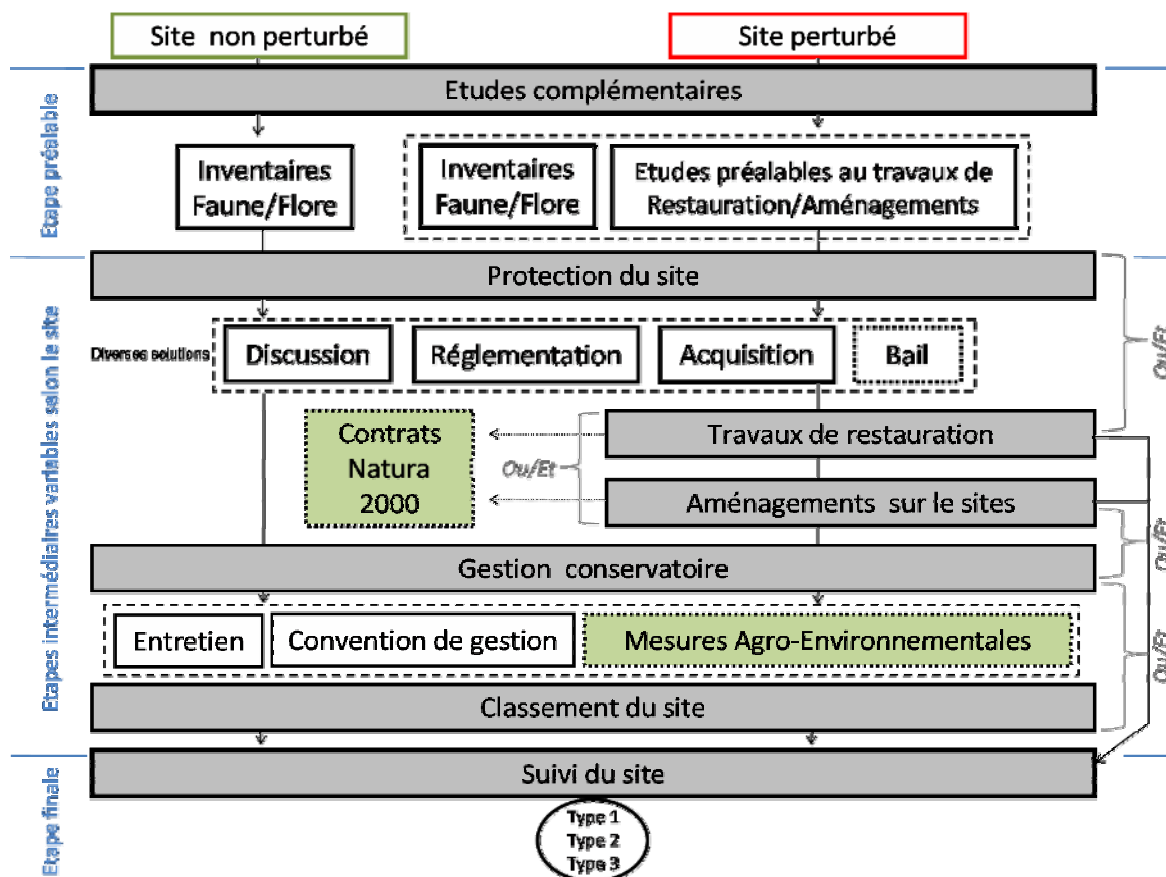 Site non perturbé
Site perturbé
Etape préalable
Etudes complémentaires
Inventaires
Faune/Flore
Inventaires
Faune/Flore
Etudes préalables au travaux de
Restauration/Aménagements
Etapes intermédiaires variables selon le site
Protection du site
Ou/Et
Diverses solutions
Discussion
Réglementation
Acquisition
Bail
Contrats
Natura
2000
Ou/Et
Travaux de restauration
Aménagements sur le sites
Ou/Et
Gestion conservatoire
Entretien
Convention de gestion
Mesures Agro-Environnementales
Ou/Et
Classement du site
Etape finale
Suivi du site
Type 1
Type 2
Type 3